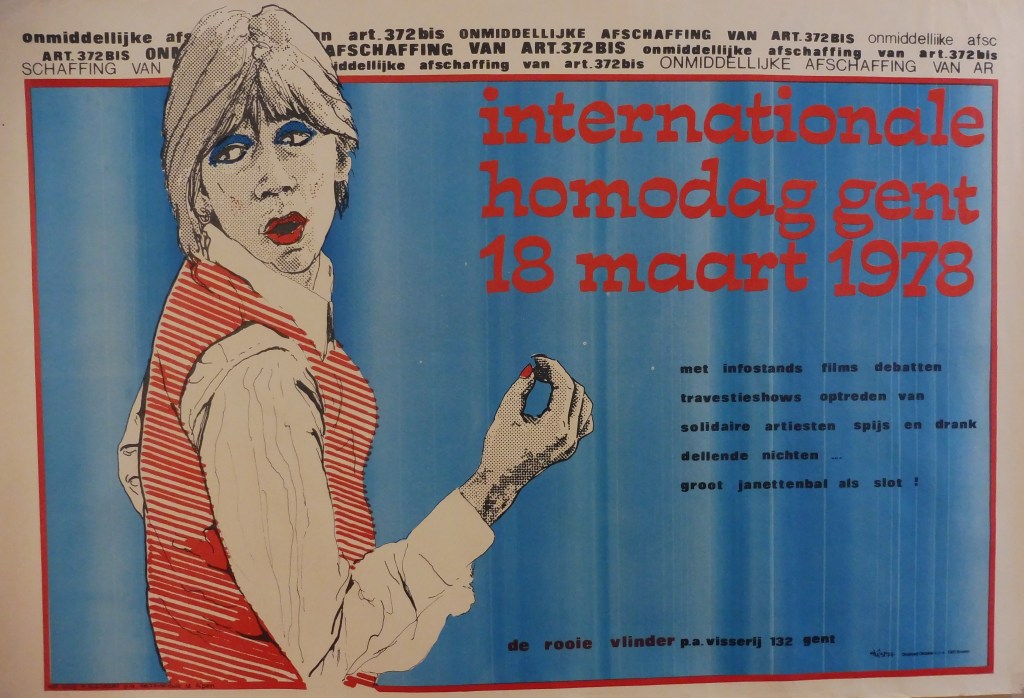 onmiddellijke afs n art.372bis ONMIDDELLIJKE AFSCHAFFING VAN ART.372BIS onmiddellijke afsc
ART.372BIS ONM AFSCHAFFING VAN ART.372BIS onmiddellijke afschaffing van art.372bis
SCHAFFING VAN iddellijke afschaffing van art.372bis ONMIDDELLIJKE AFSCHAFFING VAN AR
internationale
homodag gent
18 maart 1978
met infostands films debatten
travestieshows optreden van
solidaire artiesten spijs en drank
dellende nichten ...
groot janettenbal als slot !
de rooie vlinder p.a. visserij 132 gent